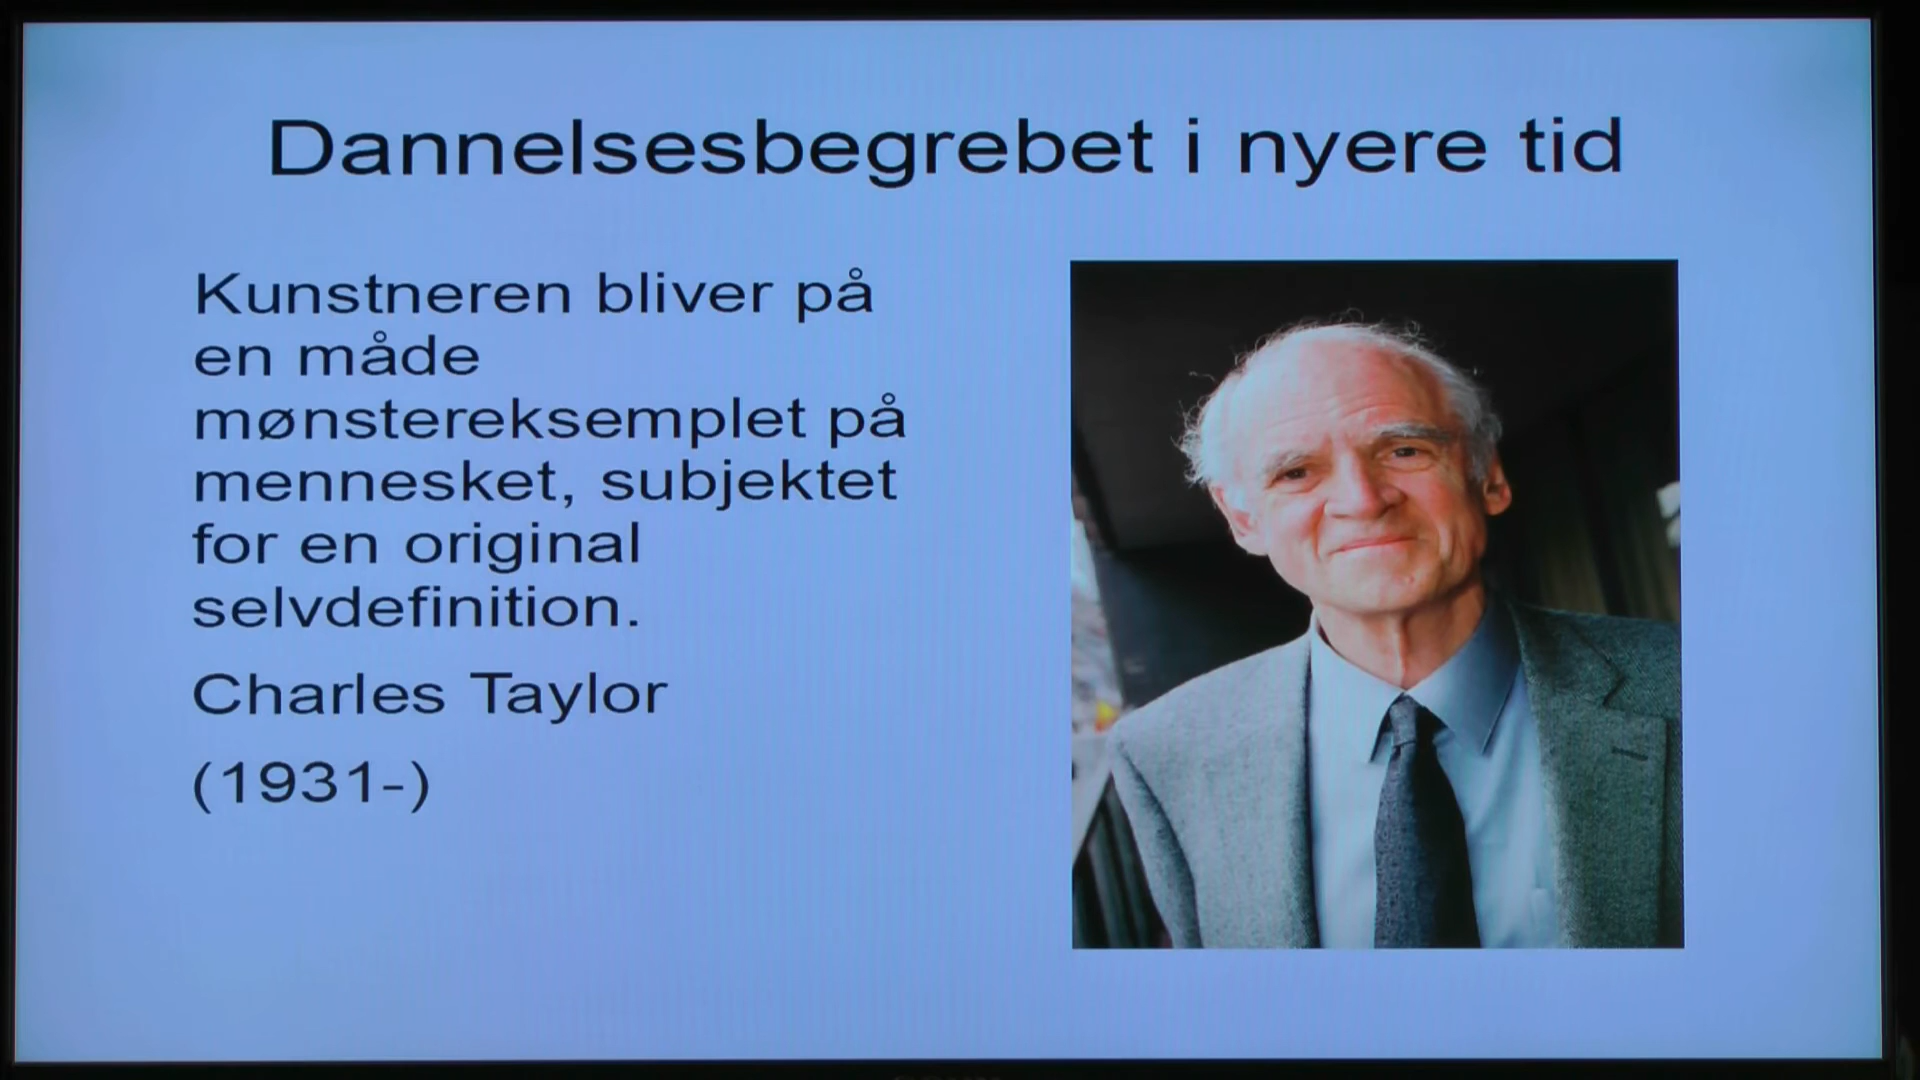 Dannelsesbegrebet i nyere tid
Kunstneren bliver på
en måde
mønstereksemplet på
mennesket, subjektet
for en original
selvdefinition.
Charles Taylor
(1931-)